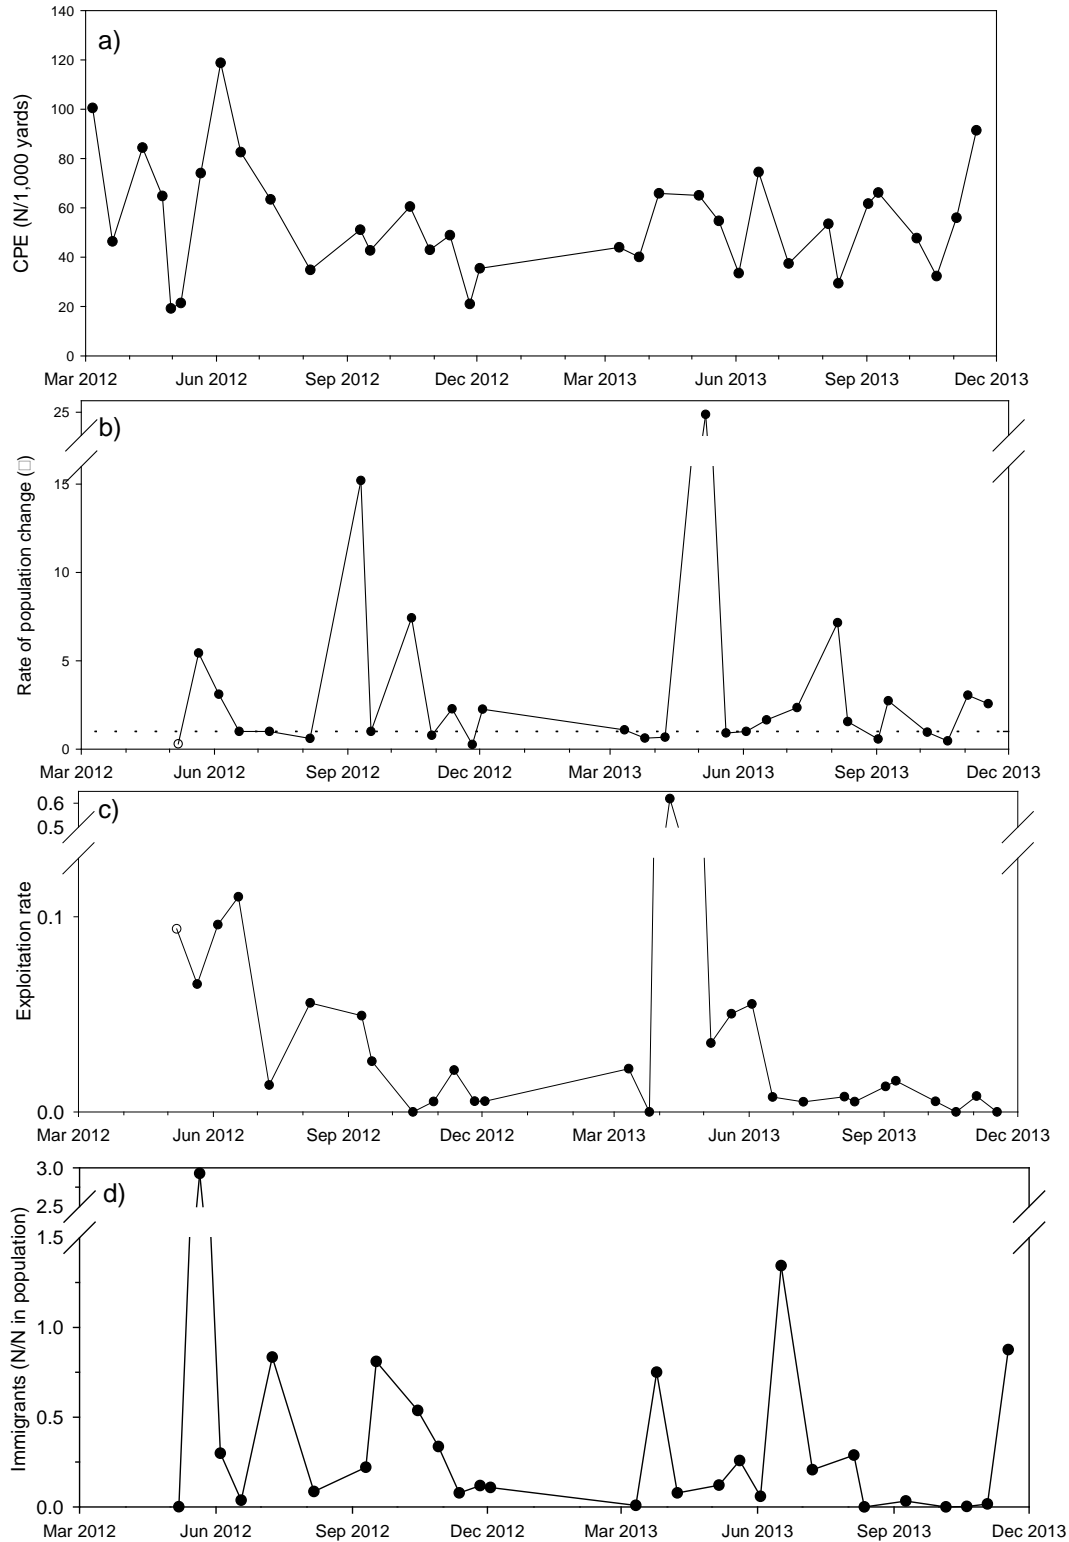 a)
CPE (N/1,000 yards)
140
120
100
80
60
40
20
0
Mar 2012 Jun 2012 Sep 2012 Dec 2012 Mar 2013 Jun 2013 Sep 2013 Dec 2013
b)
Rate of population change (□)
25
15
10
5
0
Mar 2012 Jun 2012 Sep 2012 Dec 2012 Mar 2013 Jun 2013 Sep 2013 Dec 2013
c)
Exploitation rate
0.6
0.5
0.1
0.0
Mar 2012 Jun 2012 Sep 2012 Dec 2012 Mar 2013 Jun 2013 Sep 2013 Dec 2013
d)
Immigrants (N/N in population)
3.0
2.5
1.5
1.0
0.5
0.0
Mar 2012 Jun 2012 Sep 2012 Dec 2012 Mar 2013 Jun 2013 Sep 2013 Dec 2013